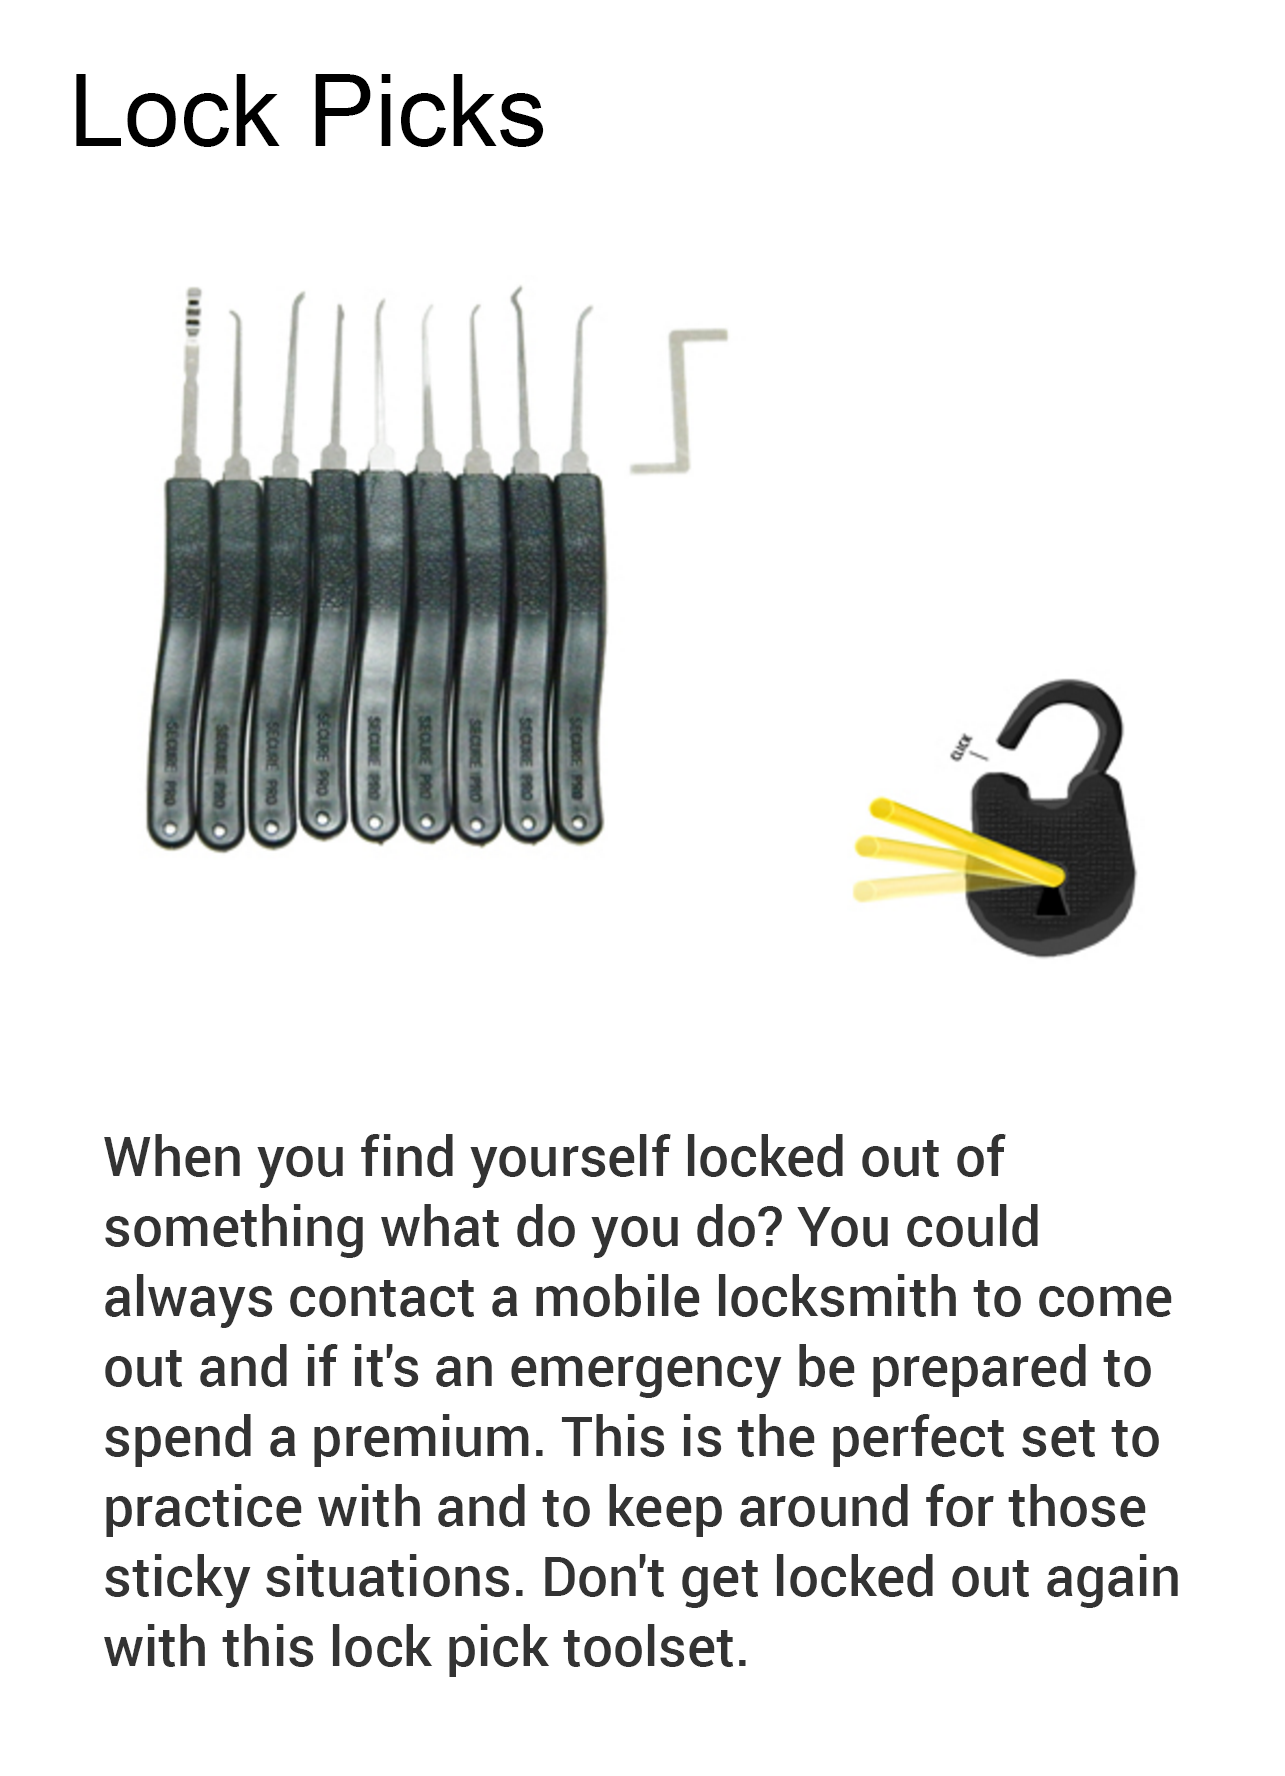 Lock Picks
SECURE PRO
SECURE PRO
SECURE PRO
SECURE PRO
SECURE PRO
SECURE PRO
SECURE PRO
SECURE PRO
SECURE PRO
CLICK
When you find yourself locked out of
something what do you do? You could
always contact a mobile locksmith to come
out and if it's an emergency be prepared to
spend a premium. This is the perfect set to
practice with and to keep around for those
sticky situations. Don't get locked out again
with this lock pick toolset.